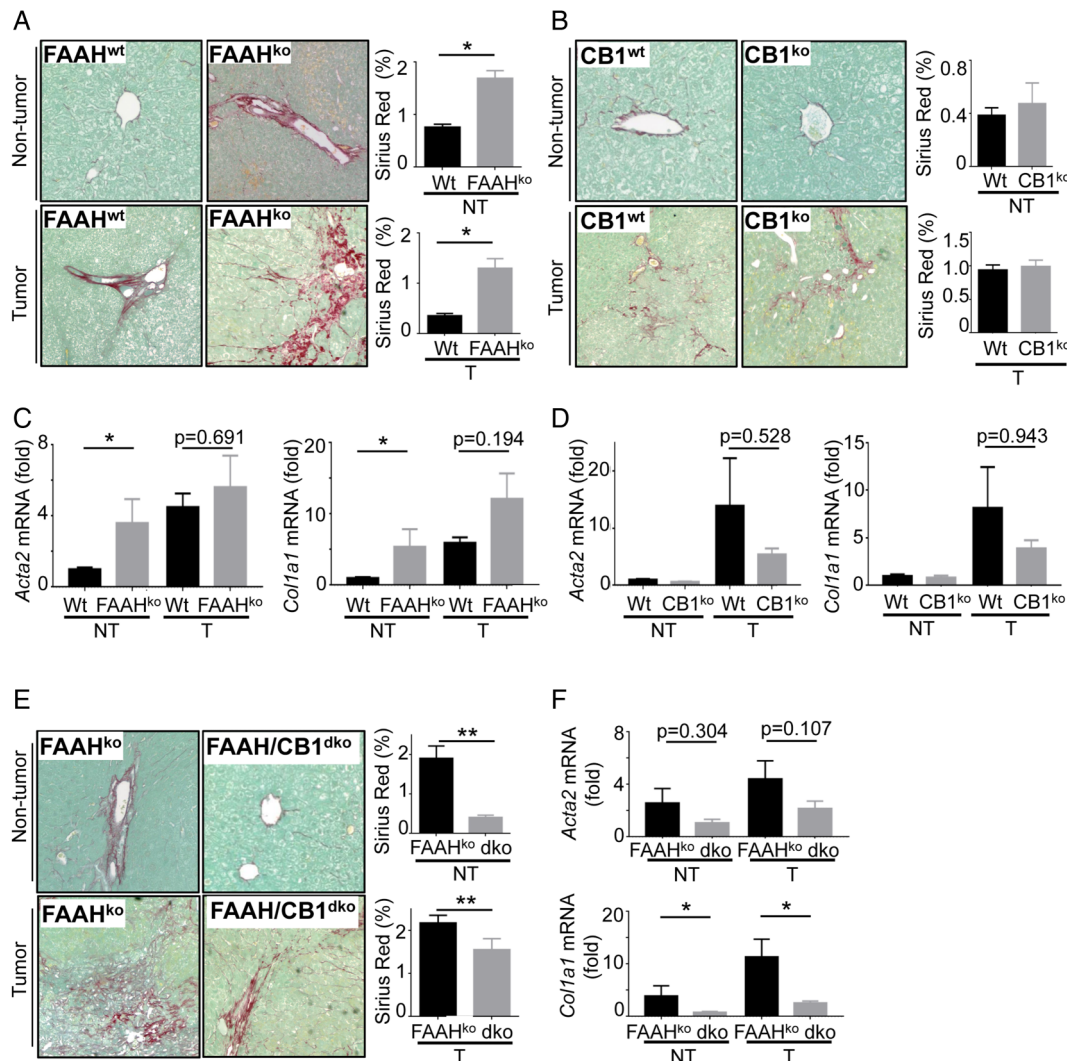 A
FAAHwt
FAAHko
Non-tumor
Sirius Red (%)
2
1
0
*
Wt FAAHko
NT
FAAHwt
FAAHko
Tumor
Sirius Red (%)
2
1
0
*
Wt FAAHko
T
B
CB1wt
CB1ko
Non-tumor
Sirius Red (%)
0.8
0.4
0
Wt CB1ko
NT
CB1wt
CB1ko
Tumor
Sirius Red (%)
1.5
1.0
0.5
0
Wt CB1ko
T
C
Acta2 mRNA (fold)
8
4
0
*
p=0.691
Wt FAAHko Wt FAAHko
NT T
Col1a1 mRNA (fold)
20
15
10
5
0
*
p=0.194
Wt FAAHko Wt FAAHko
NT T
D
Acta2 mRNA (fold)
20
10
0
p=0.528
Wt CB1ko Wt CB1ko
NT T
Col1a1 mRNA (fold)
15
10
5
0
p=0.943
Wt CB1ko Wt CB1ko
NT T
E
FAAHko
FAAH/CB1dko
Non-tumor
Sirius Red (%)
2
1
0
**
FAAHko dko
NT
FAAHko
FAAH/CB1dko
Tumor
Sirius Red (%)
2
1
0
**
FAAHko dko
T
F
Acta2 mRNA
(fold)
8
4
0
p=0.304
p=0.107
FAAHko dko FAAHko dko
NT T
Col1a1 mRNA
(fold)
20
10
0
*
*
FAAHko dko FAAHko dko
NT T